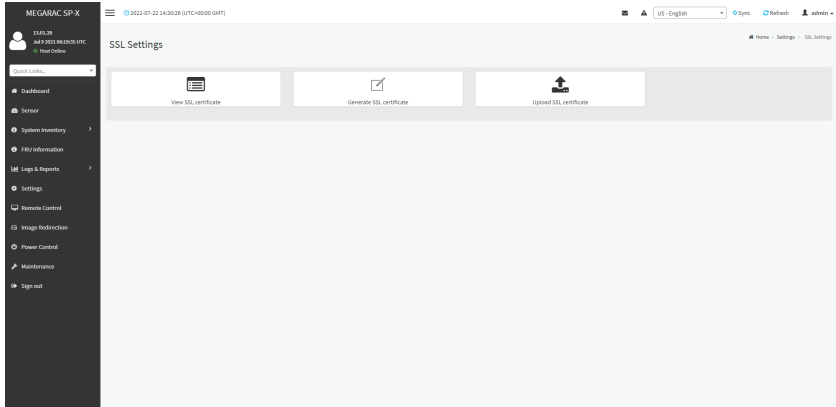 MEGARAC SP-X
2021-07-22 14:30:26 (UTC+00:00 GMT)
US - English
Sync
Refresh
admin
13.01.20
Jul 9 2021 06:19:35 UTC
Host Online
Quick Links...
Dashboard
Sensor
System Inventory
FRU Information
Logs & Reports
Settings
Remote Control
Image Redirection
Power Control
Maintenance
Sign out
SSL Settings
Home > Settings > SSL Settings
View SSL certificate
Generate SSL certificate
Upload SSL certificate